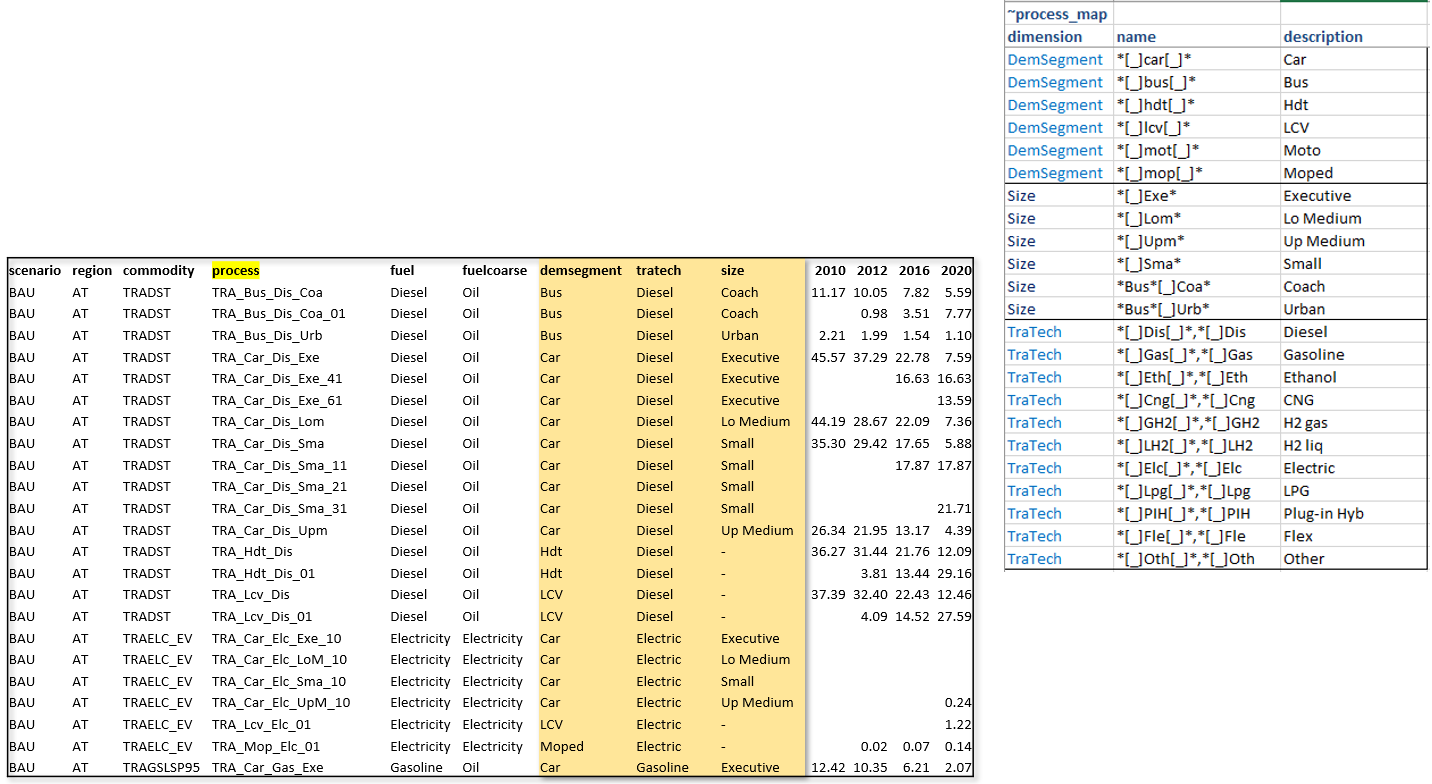 ~process_map
dimension name description
DemSegment *[_]car[_]* Car
DemSegment *[_]bus[_]* Bus
DemSegment *[_]hdt[_]* Hdt
DemSegment *[_]lcv[_]* LCV
DemSegment *[_]mot[_]* Moto
DemSegment *[_]mop[_]* Moped
Size *[_]Exe* Executive
Size *[_]Lom* Lo Medium
Size *[_]Upm* Up Medium
Size *[_]Sma* Small
Size *Bus*[_]Coa* Coach
Size *Bus*[_]Urb* Urban
TraTech *[_]Dis[_]*,*[_]Dis Diesel
TraTech *[_]Gas[_]*,*[_]Gas Gasoline
TraTech *[_]Eth[_]*,*[_]Eth Ethanol
TraTech *[_]Cng[_]*,*[_]Cng CNG
TraTech *[_]GH2[_]*,*[_]GH2 H2 gas
TraTech *[_]LH2[_]*,*[_]LH2 H2 liq
TraTech *[_]Elc[_]*,*[_]Elc Electric
TraTech *[_]Lpg[_]*,*[_]Lpg LPG
TraTech *[_]PIH[_]*,*[_]PIH Plug-in Hyb
TraTech *[_]Fle[_]*,*[_]Fle Flex
TraTech *[_]Oth[_]*,*[_]Oth Other
scenario region commodity process fuel fuelcoarse demsegment tratech size 2010 2012 2016 2020
BAU AT TRADST TRA_Bus_Dis_Coa Diesel Oil Bus Diesel Coach 11.17 10.05 7.82 5.59
BAU AT TRADST TRA_Bus_Dis_Coa_01 Diesel Oil Bus Diesel Coach 0.98 3.51 7.77
BAU AT TRADST TRA_Bus_Dis_Urb Diesel Oil Bus Diesel Urban 2.21 1.99 1.54 1.10
BAU AT TRADST TRA_Car_Dis_Exe Diesel Oil Car Diesel Executive 45.57 37.29 22.78 7.59
BAU AT TRADST TRA_Car_Dis_Exe_41 Diesel Oil Car Diesel Executive 16.63 16.63
BAU AT TRADST TRA_Car_Dis_Exe_61 Diesel Oil Car Diesel Executive 13.59
BAU AT TRADST TRA_Car_Dis_Lom Diesel Oil Car Diesel Lo Medium 44.19 28.67 22.09 7.36
BAU AT TRADST TRA_Car_Dis_Sma Diesel Oil Car Diesel Small 35.30 29.42 17.65 5.88
BAU AT TRADST TRA_Car_Dis_Sma_11 Diesel Oil Car Diesel Small 17.87 17.87
BAU AT TRADST TRA_Car_Dis_Sma_21 Diesel Oil Car Diesel Small
BAU AT TRADST TRA_Car_Dis_Sma_31 Diesel Oil Car Diesel Small 21.71
BAU AT TRADST TRA_Car_Dis_Upm Diesel Oil Car Diesel Up Medium 26.34 21.95 13.17 4.39
BAU AT TRADST TRA_Hdt_Dis Diesel Oil Hdt Diesel - 36.27 31.44 21.76 12.09
BAU AT TRADST TRA_Hdt_Dis_01 Diesel Oil Hdt Diesel - 3.81 13.44 29.16
BAU AT TRADST TRA_Lcv_Dis Diesel Oil LCV Diesel - 37.39 32.40 22.43 12.46
BAU AT TRADST TRA_Lcv_Dis_01 Diesel Oil LCV Diesel - 4.09 14.52 27.59
BAU AT TRAELC_EV TRA_Car_Elc_Exe_10 Electricity Electricity Car Electric Executive
BAU AT TRAELC_EV TRA_Car_Elc_LoM_10 Electricity Electricity Car Electric Lo Medium
BAU AT TRAELC_EV TRA_Car_Elc_Sma_10 Electricity Electricity Car Electric Small
BAU AT TRAELC_EV TRA_Car_Elc_UpM_10 Electricity Electricity Car Electric Up Medium 0.24
BAU AT TRAELC_EV TRA_Lcv_Elc_01 Electricity Electricity LCV Electric - 1.22
BAU AT TRAELC_EV TRA_Mop_Elc_01 Electricity Electricity Moped Electric - 0.02 0.07 0.14
BAU AT TRAGSLSP95 TRA_Car_Gas_Exe Gasoline Oil Car Gasoline Executive 12.42 10.35 6.21 2.07